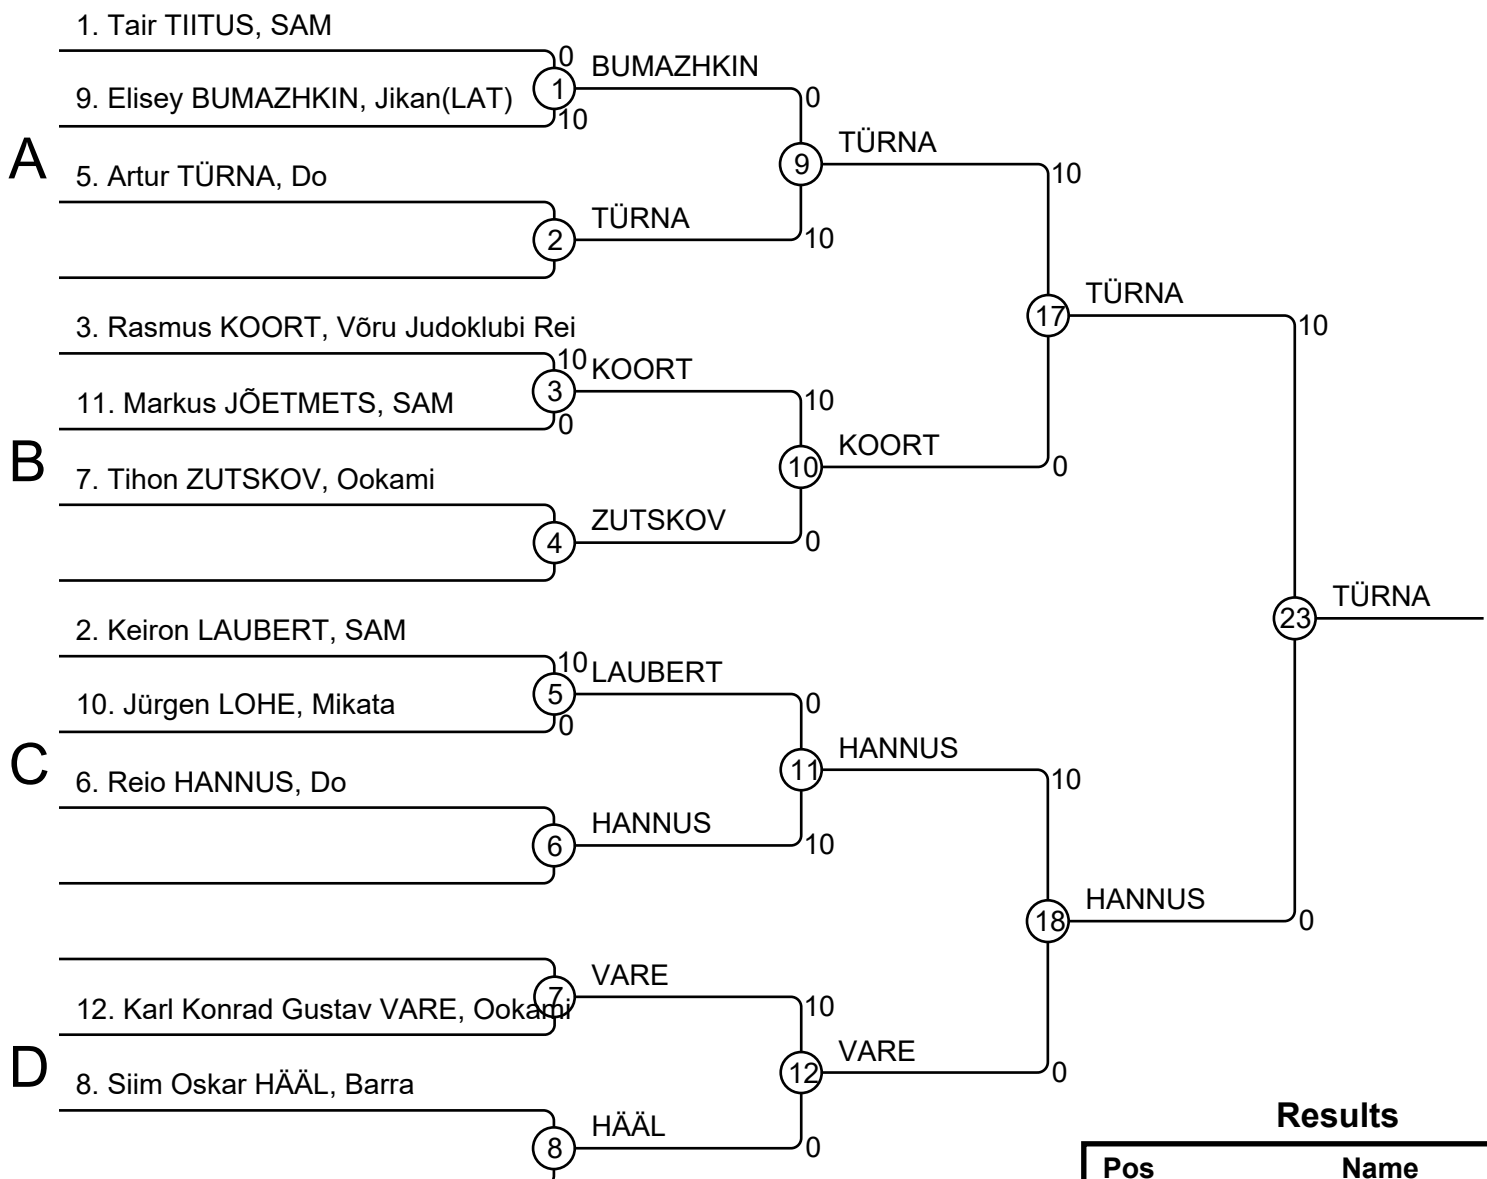 1. Tair TIITUS, SAM
0
BUMAZHKIN
1
9. Elisey BUMAZHKIN, Jikan(LAT)
10
0
TÜRNA
A
9
10
5. Artur TÜRNA, Do
TÜRNA
2
10
TÜRNA
17
10
3. Rasmus KOORT, Võru Judoklubi Rei
10
KOORT
3
11. Markus JÕETMETS, SAM
0
10
KOORT
B
10
0
7. Tihon ZUTSKOV, Ookami
ZUTSKOV
4
0
TÜRNA
23
2. Keiron LAUBERT, SAM
10
LAUBERT
5
10. Jürgen LOHE, Mikata
0
0
HANNUS
C
11
10
6. Reio HANNUS, Do
HANNUS
6
10
HANNUS
18
0
VARE
7
12. Karl Konrad Gustav VARE, Ookami
10
VARE
D
12
0
8. Siim Oskar HÄÄL, Barra
HÄÄL
8
0
Results
Pos Name